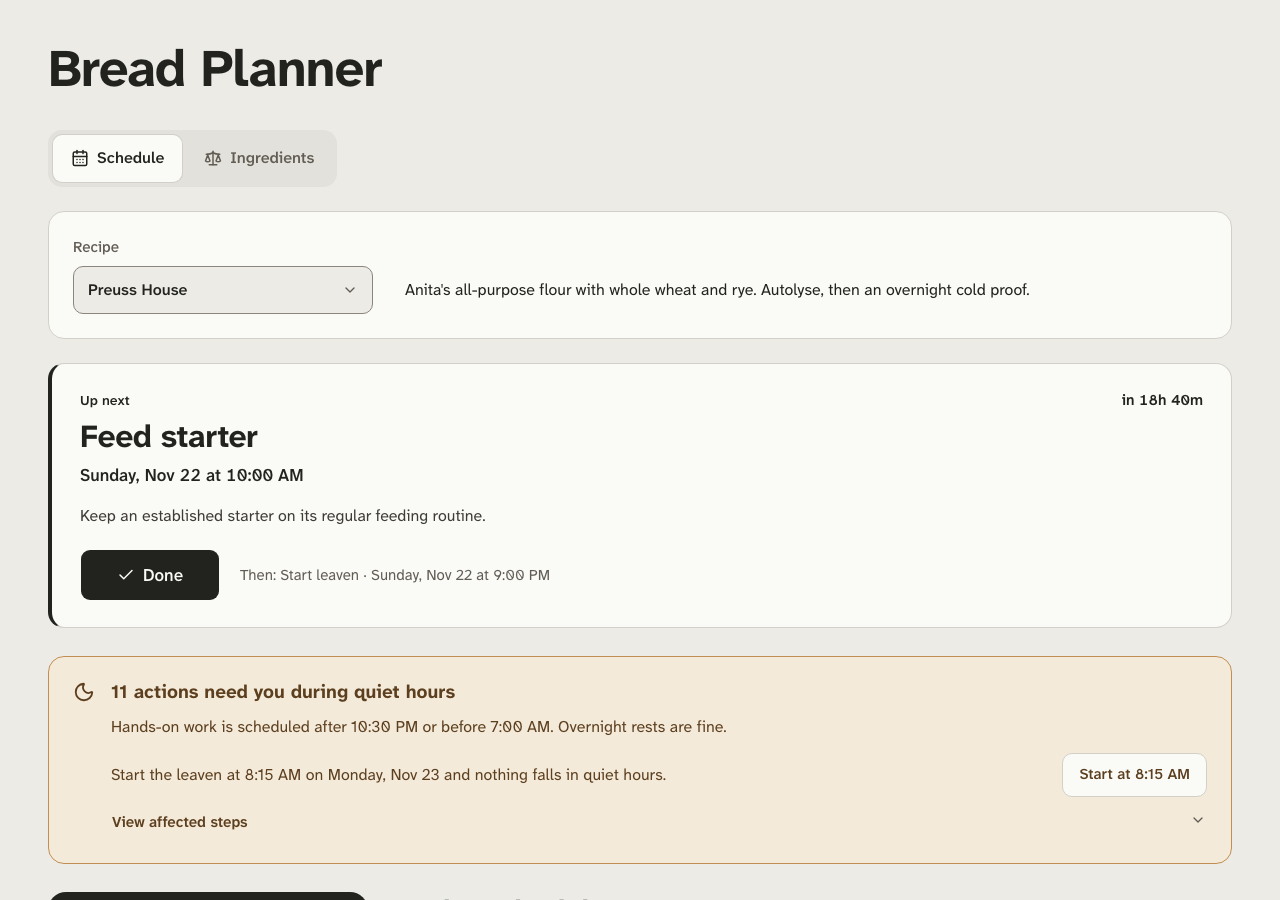 Bread Planner
Schedule
Ingredients
Recipe
Preuss House
Anita's all-purpose flour with whole wheat and rye. Autolyse, then an overnight cold proof.
Up next
in 18h 40m
Feed starter
Sunday, Nov 22 at 10:00 AM
Keep an established starter on its regular feeding routine.
Done
Then: Start leaven · Sunday, Nov 22 at 9:00 PM
11 actions need you during quiet hours
Hands-on work is scheduled after 10:30 PM or before 7:00 AM. Overnight rests are fine.
Start the leaven at 8:15 AM on Monday, Nov 23 and nothing falls in quiet hours.
Start at 8:15 AM
View affected steps